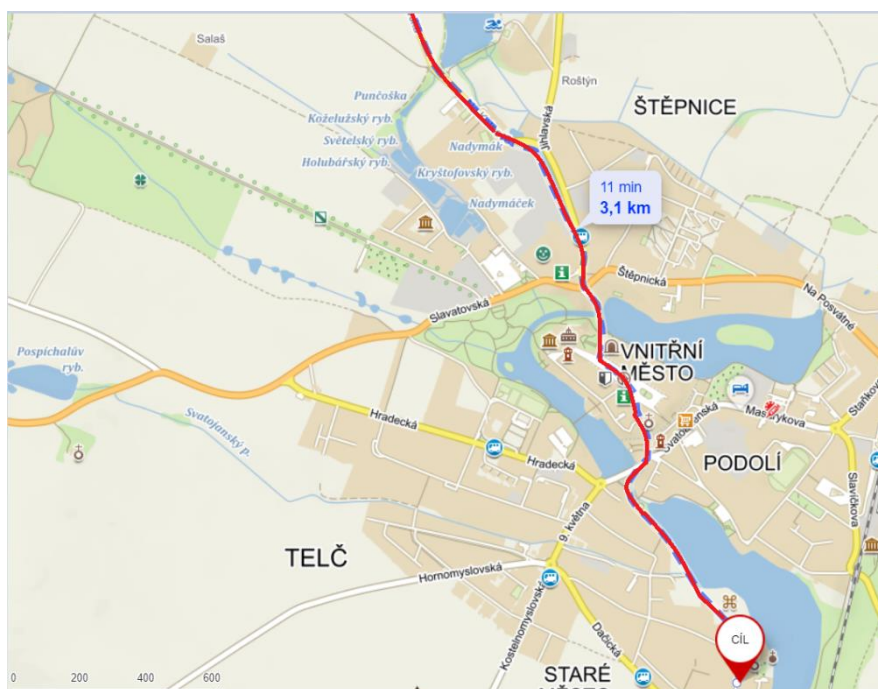 Salaš
Roštýn
ŠTĚPNICE
Punčoška
Koželužský ryb.
Světelský ryb.
Holubářský ryb.
Nadymák
Kryštofovský ryb.
Nadymáček
Jihlavská
11 min
3,1 km
Štěpnická
Na Posvátné
Slavatovská
VNITŘNÍ
MĚSTO
Pospíchalův
ryb.
Svatojanský p.
Hradecká
Hradecká
Masarykova
Staňkova
PODOLÍ
Slavíčkova
9. května
TELČ
Hornomyslovská
Kostelnomyslovská
Dačická
CÍL
STARÉ
MĚSTO
0 200 400 600